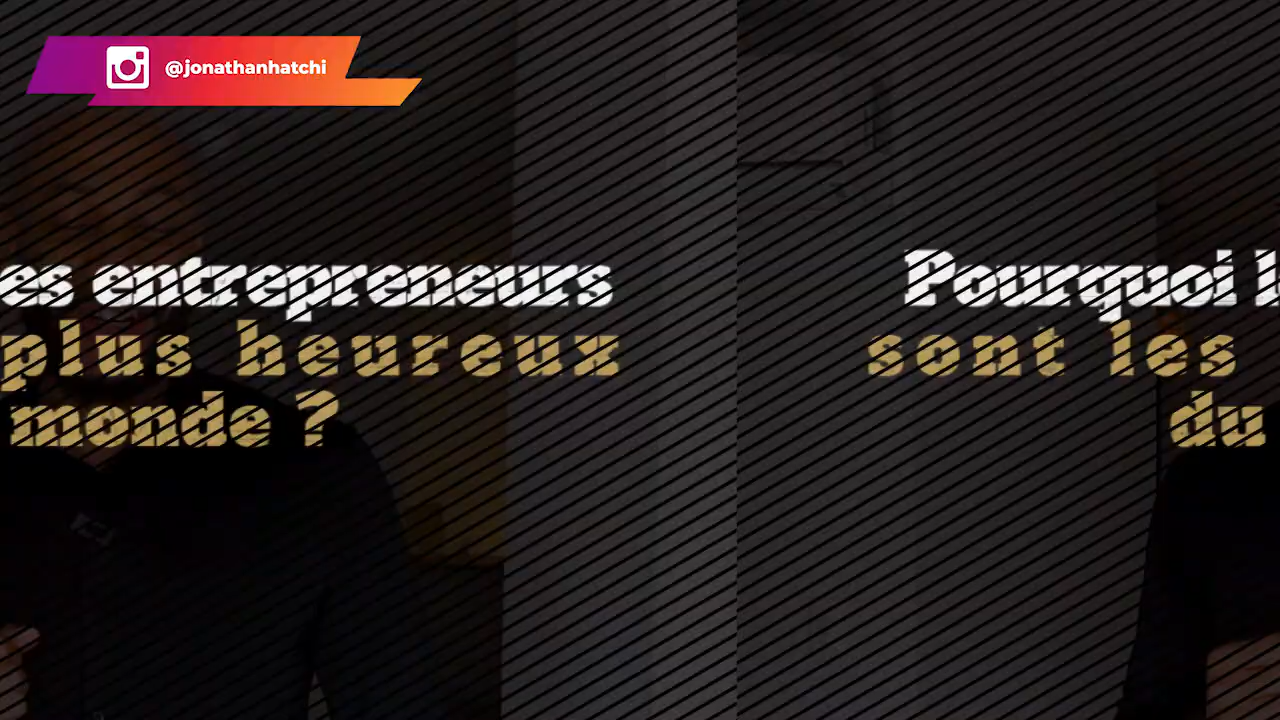 @jonathanhatchi
es entrepreneurs
plus heureux
monde ?
Pourquoi l
sont les
du